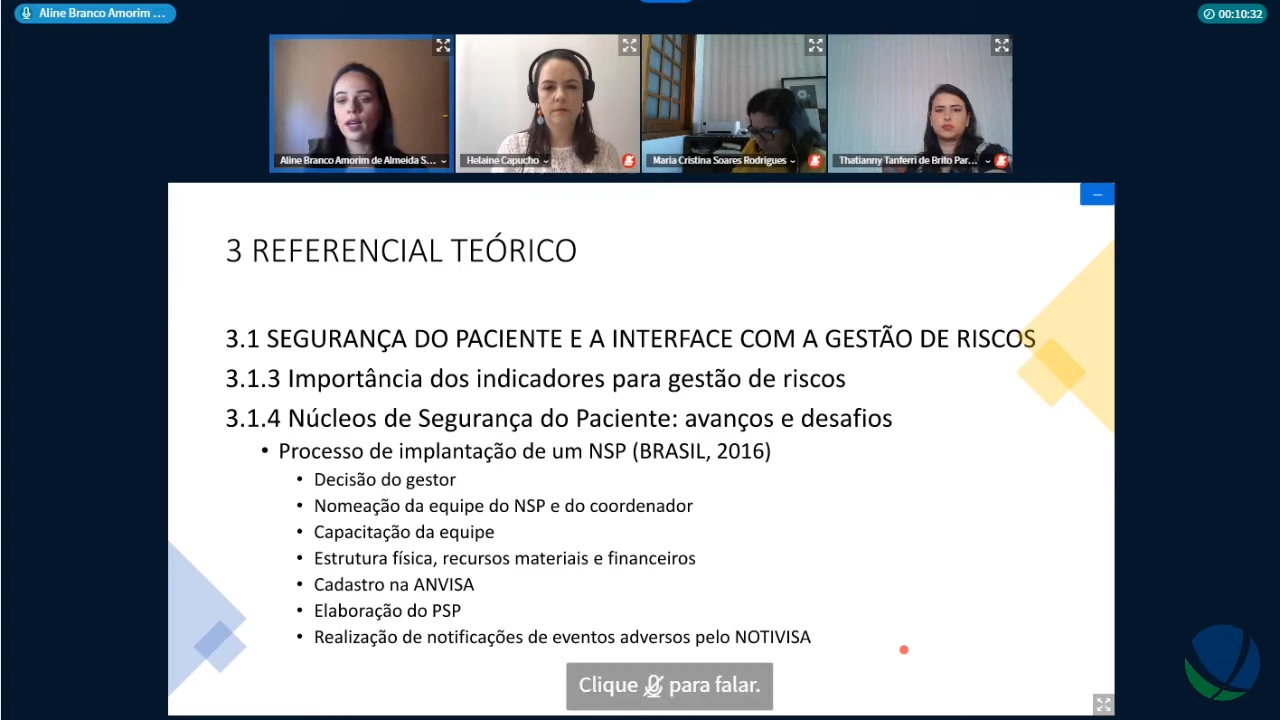 Aline Branco Amorim ...
00:10:32
Aline Branco Amorim de Almeida S...
Helaine Capucho
Maria Cristina Soares Rodrigues
Thatianny Tanferri de Brito Par...
3 REFERENCIAL TEÓRICO
3.1 SEGURANÇA DO PACIENTE E A INTERFACE COM A GESTÃO DE RISCOS
3.1.3 Importância dos indicadores para gestão de riscos
3.1.4 Núcleos de Segurança do Paciente: avanços e desafios
• Processo de implantação de um NSP (BRASIL, 2016)
• Decisão do gestor
• Nomeação da equipe do NSP e do coordenador
• Capacitação da equipe
• Estrutura física, recursos materiais e financeiros
• Cadastro na ANVISA
• Elaboração do PSP
• Realização de notificações de eventos adversos pelo NOTIVISA
Clique para falar.